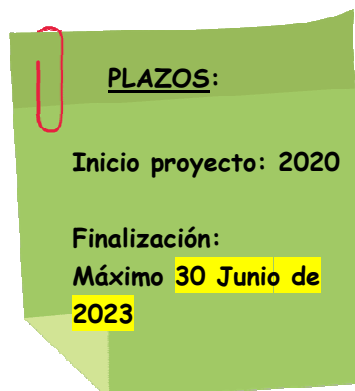 PLAZOS:
Inicio proyecto: 2020
Finalización:
Máximo 30 Junio de
2023